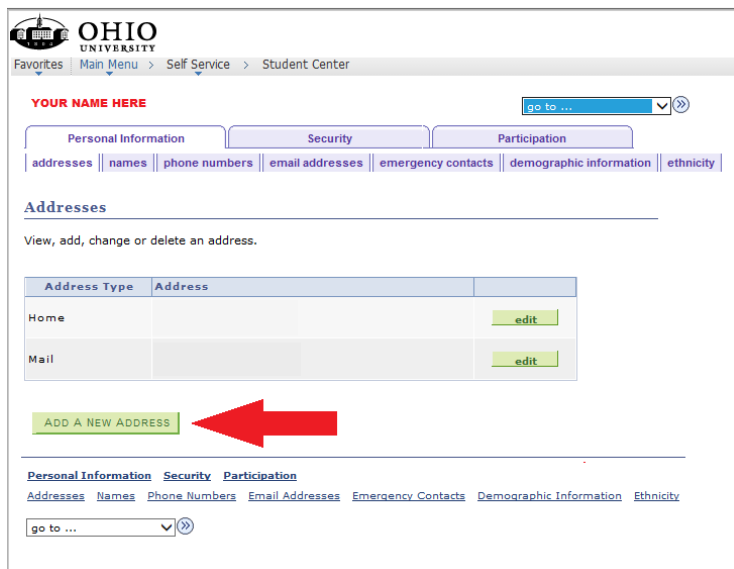 OHIO
UNIVERSITY
Favorites Main Menu > Self Service > Student Center
YOUR NAME HERE
go to ...
Personal Information Security Participation
addresses names phone numbers email addresses emergency contacts demographic information ethnicity
Addresses
View, add, change or delete an address.
Address Type Address
Home edit
Mail edit
ADD A NEW ADDRESS
Personal Information Security Participation
Addresses Names Phone Numbers Email Addresses Emergency Contacts Demographic Information Ethnicity
go to ...